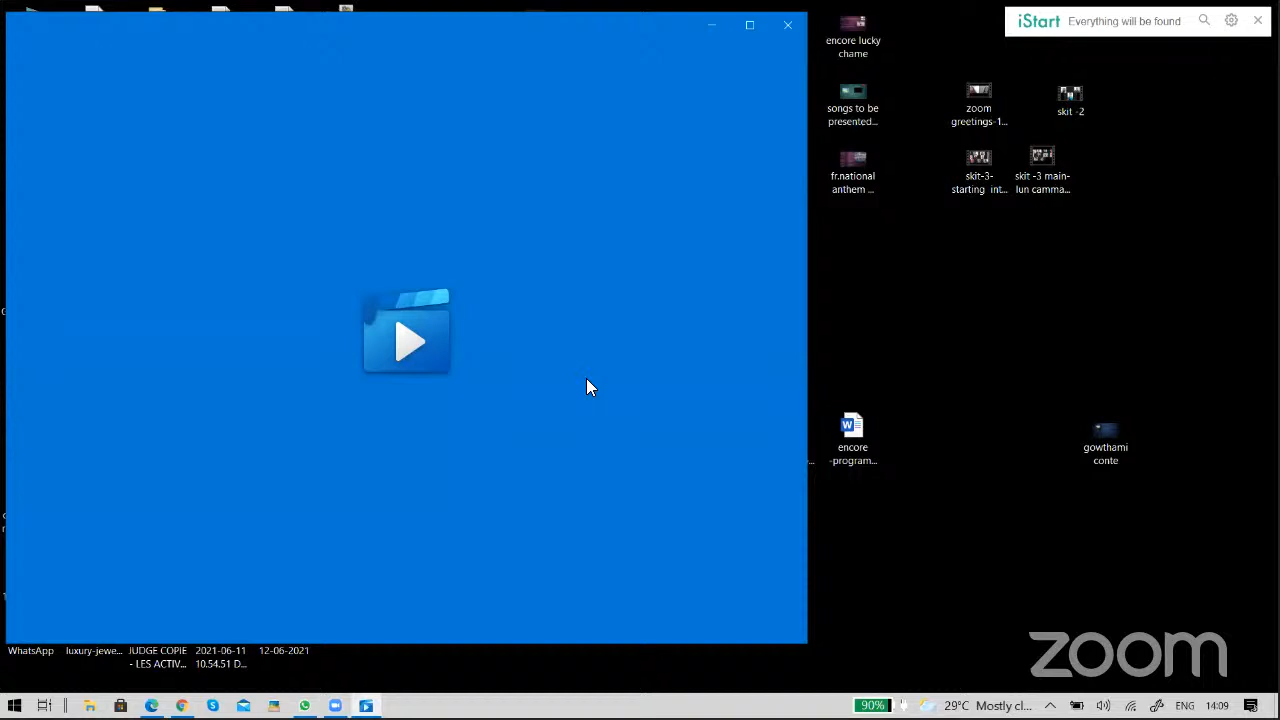 iStart Everything will be found
encore lucky
chame
songs to be
presented...
zoom
greetings-1...
skit -2
fr.national
anthem ...
skit-3-
starting int...
skit -3 main-
lun camma...
W
encore
-program...
gowthami
conte
WhatsApp
luxury-jewe...
JUDGE COPIE
- LES ACTIV...
2021-06-11
10.54.51 D...
12-06-2021
zoom
90%
29°C Mostly cl...
ENG
14:09